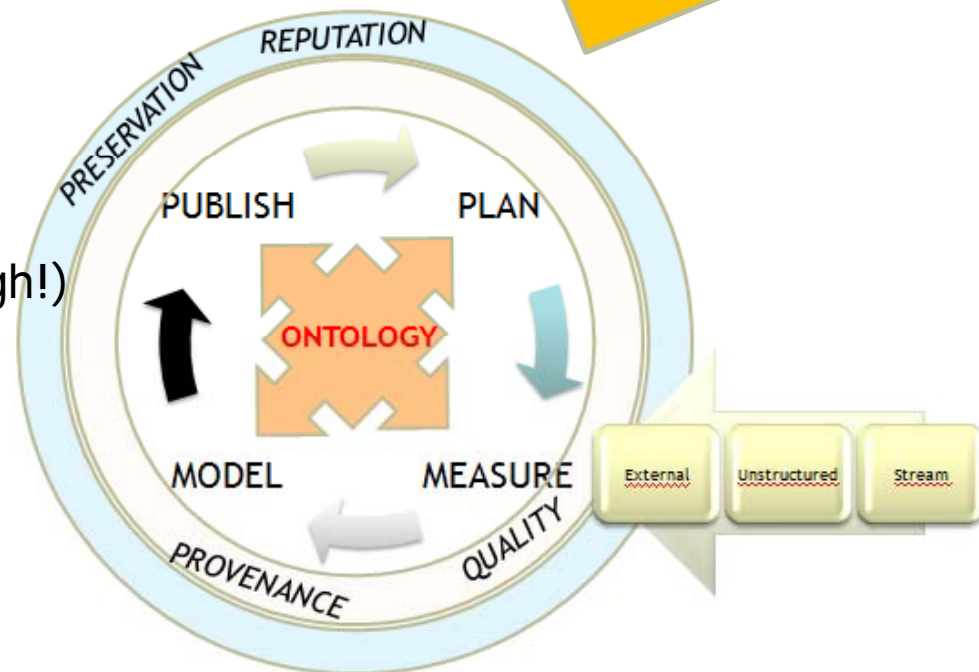 REPUTATION
PRESERVATION
PUBLISH
PLAN
gh!)
ONTOLOGY
MODEL
MEASURE
External
Unstructured
Stream
PROVENANCE
QUALITY